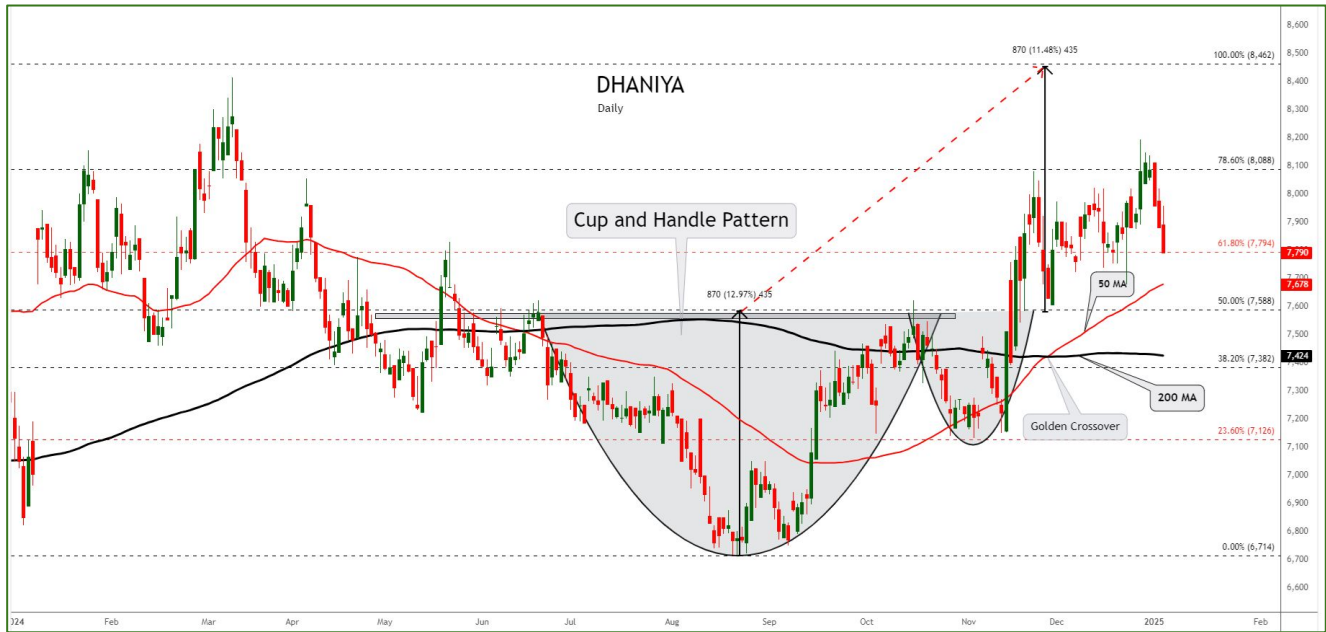 DHANIYA
Daily
870 (11.48%) 435
100.00% (8,462)
78.60% (8,088)
Cup and Handle Pattern
61.80% (7,794)
870 (12.97%) 435
50 MA
50.00% (7,588)
38.20% (7,382)
200 MA
Golden Crossover
23.60% (7,126)
0.00% (6,714)
8,600
8,500
8,400
8,300
8,200
8,100
8,000
7,900
7,790
7,700
7,678
7,600
7,500
7,424
7,300
7,200
7,100
7,000
6,900
6,800
6,700
6,600
Feb
Mar
Apr
May
Jun
Jul
Aug
Sep
Oct
Nov
Dec
2025
Feb